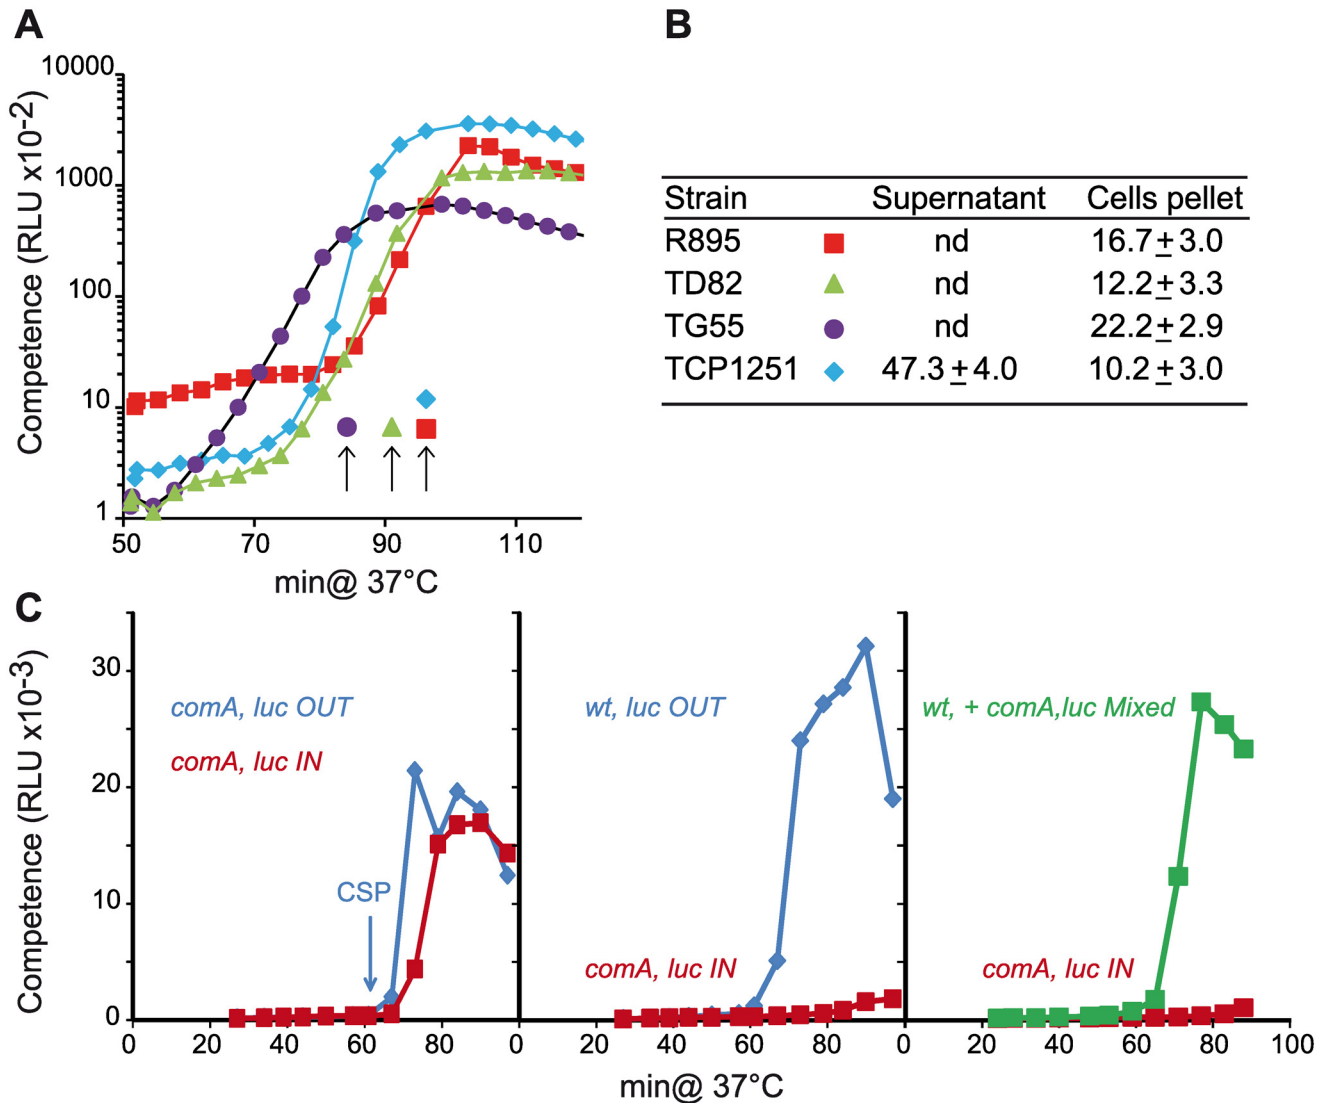 A
B
10000
1000
100
10
1
Competence (RLU x10-2)
50 70 90 110
min@ 37°C
Strain Supernatant Cells pellet
R895 nd 16.7±3.0
TD82 nd 12.2±3.3
TG55 nd 22.2±2.9
TCP1251 47.3±4.0 10.2±3.0
C
Competence (RLU x10-3)
30
20
10
0
comA, luc OUT
comA, luc IN
CSP
wt, luc OUT
comA, luc IN
wt, + comA,luc Mixed
comA, luc IN
0 20 40 60 80 0 20 40 60 80 0 20 40 60 80 100
min@ 37°C